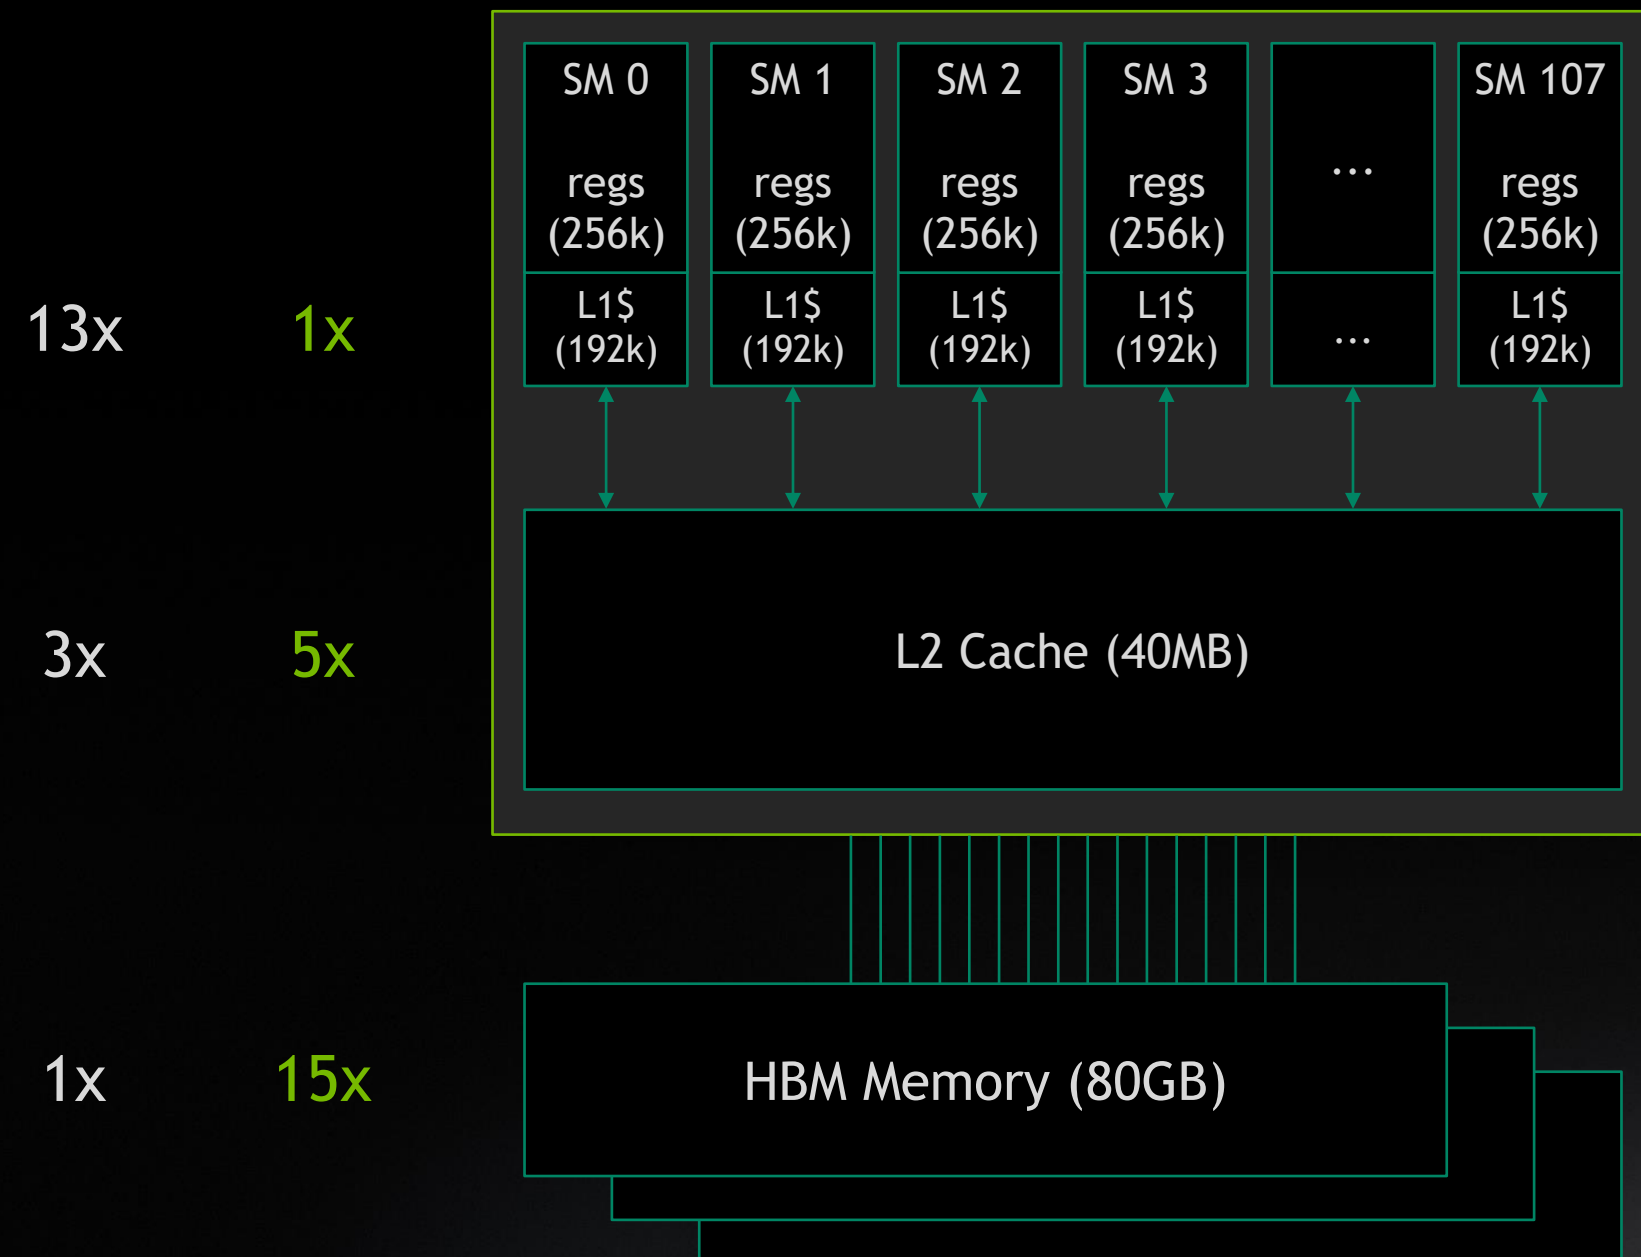 SM 0
regs
(256k)
L1$
(192k)
SM 1
regs
(256k)
L1$
(192k)
SM 2
regs
(256k)
L1$
(192k)
SM 3
regs
(256k)
L1$
(192k)
...
...
SM 107
regs
(256k)
L1$
(192k)
13x 1x
3x 5x
L2 Cache (40MB)
1x 15x
HBM Memory (80GB)